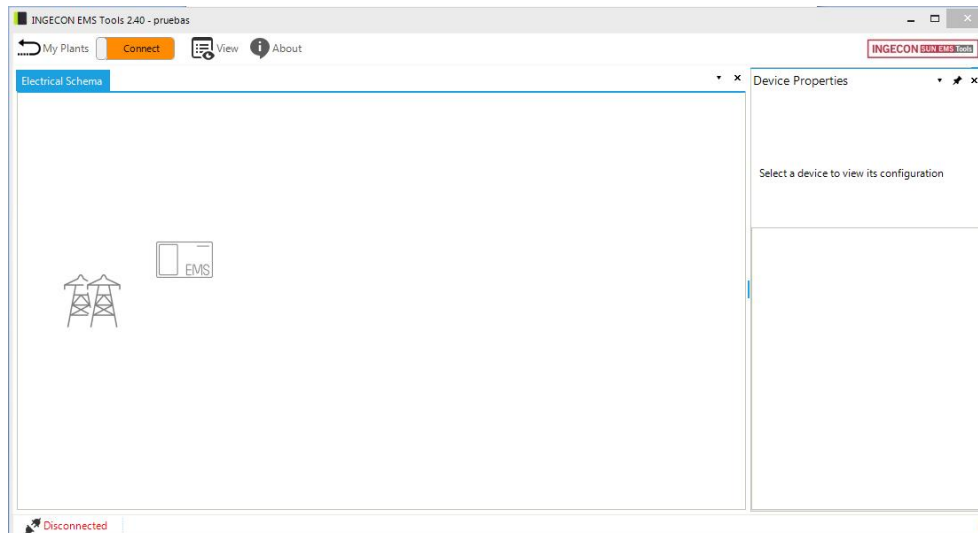 INGECON EMS Tools 2.40 - pruebas
My Plants Connect View About
INGECON SUN EMS Tools
Electrical Schema
Device Properties
Select a device to view its configuration
EMS
Disconnected